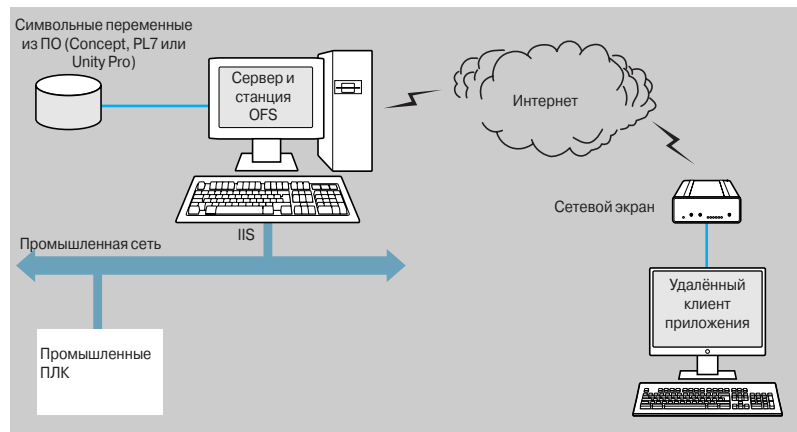 Символьные переменные
из ПО (Concept, PL7 или
Unity Pro)
Сервер и
станция
OFS
Интернет
Сетевой экран
IIS
Промышленная сеть
Удалённый
клиент
приложения
Промышленные
ПЛК